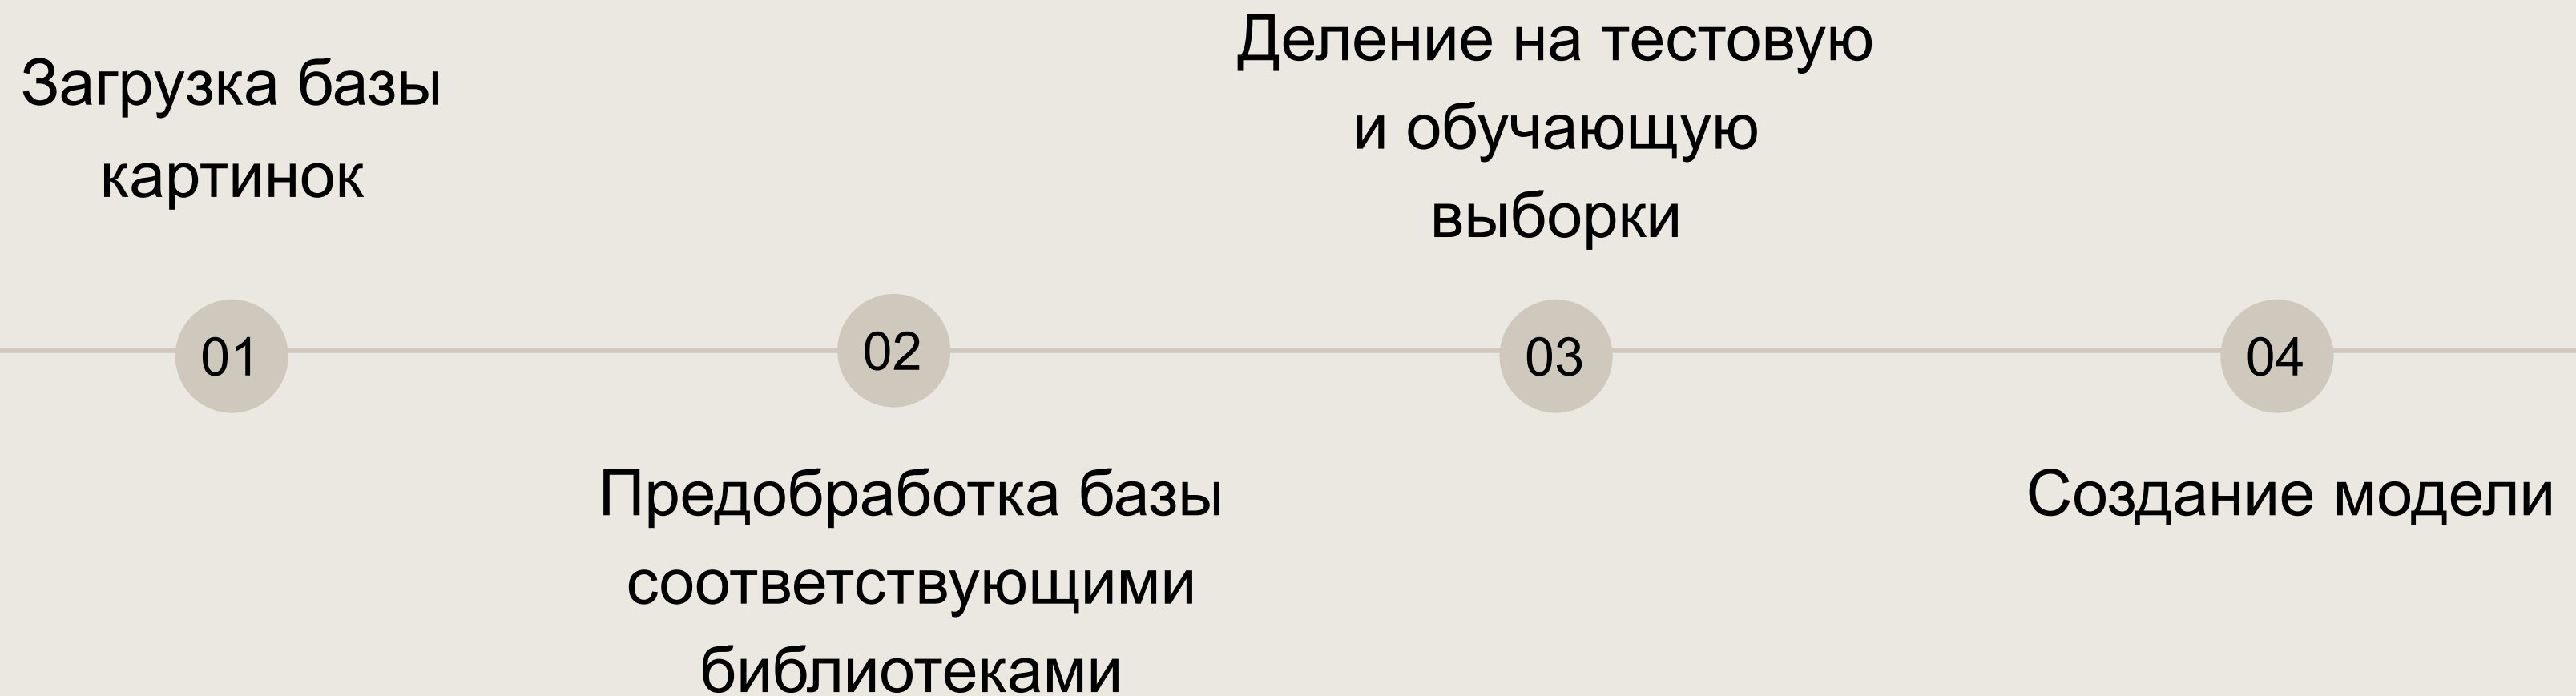 Загрузка базы
картинок
01
Предобработка базы
соответствующими
библиотеками
02
Деление на тестовую
и обучающую
выборки
03
Создание модели
04